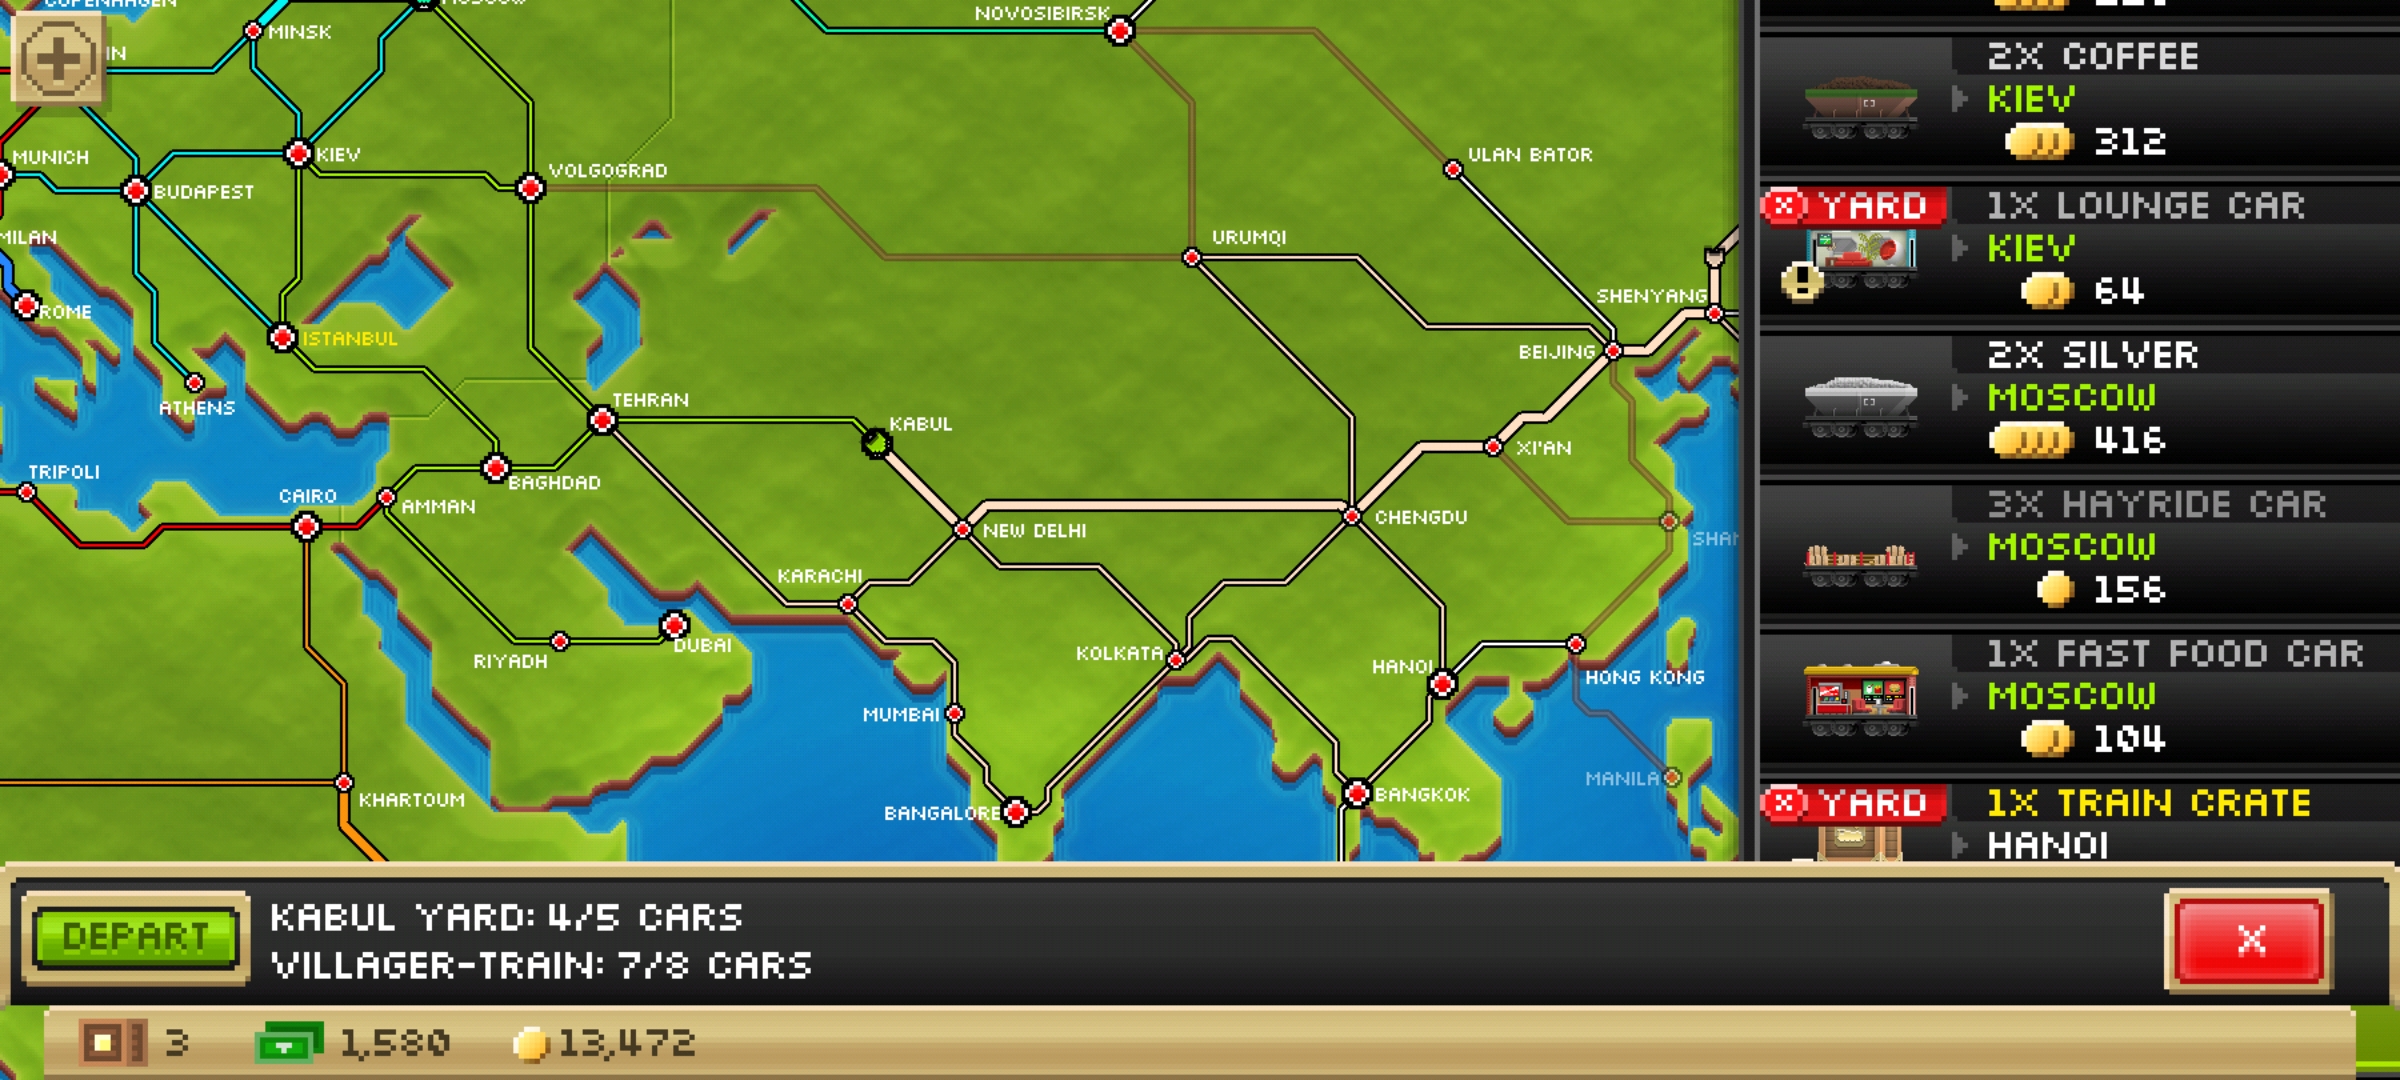 NOVOSIBIRSK
MINSK
KIEV
MUNICH
BUDAPEST
VOLGOGRAD
ULAN BATOR
MILAN
URUMQI
ROME
ISTANBUL
SHENYANG
BEIJING
ATHENS
TEHRAN
KABUL
XI'AN
TRIPOLI
CAIRO
BAGHDAD
AMMAN
NEW DELHI
CHENGDU
KARACHI
DUBAI
RIYADH
KOLKATA
HANOI
HONG KONG
MUMBAI
MANILA
KHARTOUM
BANGALORE
BANGKOK
2X COFFEE
KIEV
312
YARD
1X LOUNGE CAR
KIEV
64
2X SILVER
MOSCOW
416
3X HAYRIDE CAR
MOSCOW
156
1X FAST FOOD CAR
MOSCOW
104
YARD
1X TRAIN CRATE
HANOI
DEPART
KABUL YARD: 4/5 CARS
VILLAGER-TRAIN: 7/8 CARS
X
3
1,580
13,472